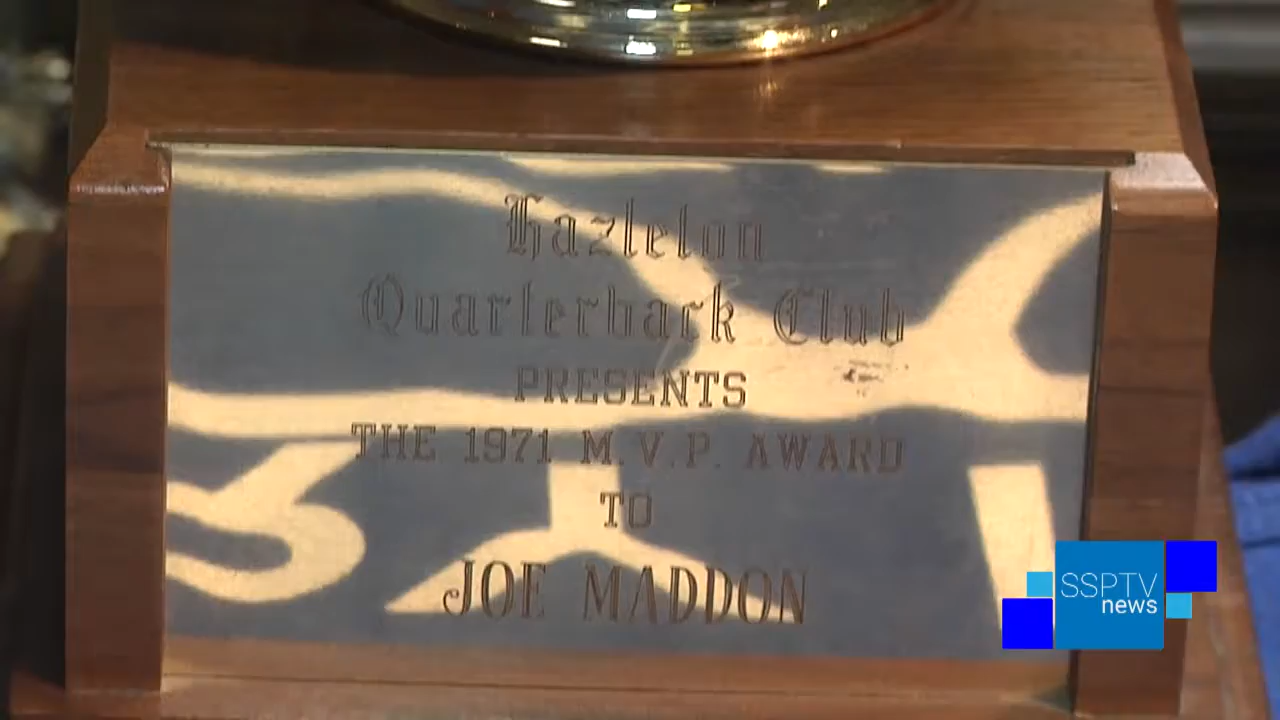 Hazleton
Quarterback Club
PRESENTS
THE 1971 M.V.P. AWARD
TO
JOE MADDON
SSPTV
news